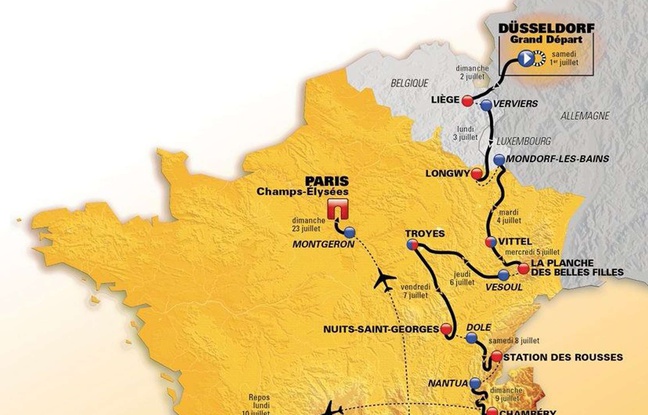 DÜSSELDORF
Grand Départ
samedi
1er juillet
dimanche
2 juillet
BELGIQUE
LIÈGE
VERVIERS
ALLEMAGNE
lundi
3 juillet
LUXEMBOURG
MONDORF-LES-BAINS
LONGWY
PARIS
Champs-Élysées
mardi
4 juillet
dimanche
23 juillet
MONTGERON
TROYES
VITTEL
mercredi 5 juillet
LA PLANCHE
DES BELLES FILLES
jeudi
6 juillet
VESOUL
vendredi
7 juillet
NUITS-SAINT-GEORGES
DOLE
samedi 8 juillet
STATION DES ROUSSES
NANTUA
dimanche
9 juillet
Repos
lundi
10 juillet
CHAMBÉRY